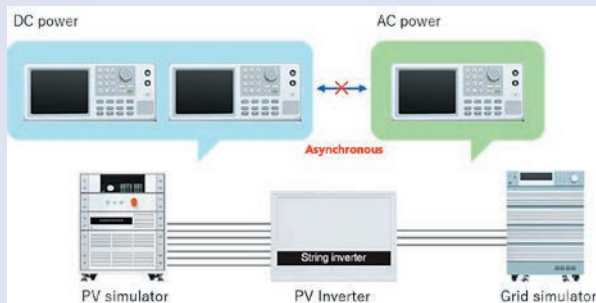 DC power
AC power
Asynchronous
String inverter
PV simulator
PV Inverter
Grid simulator